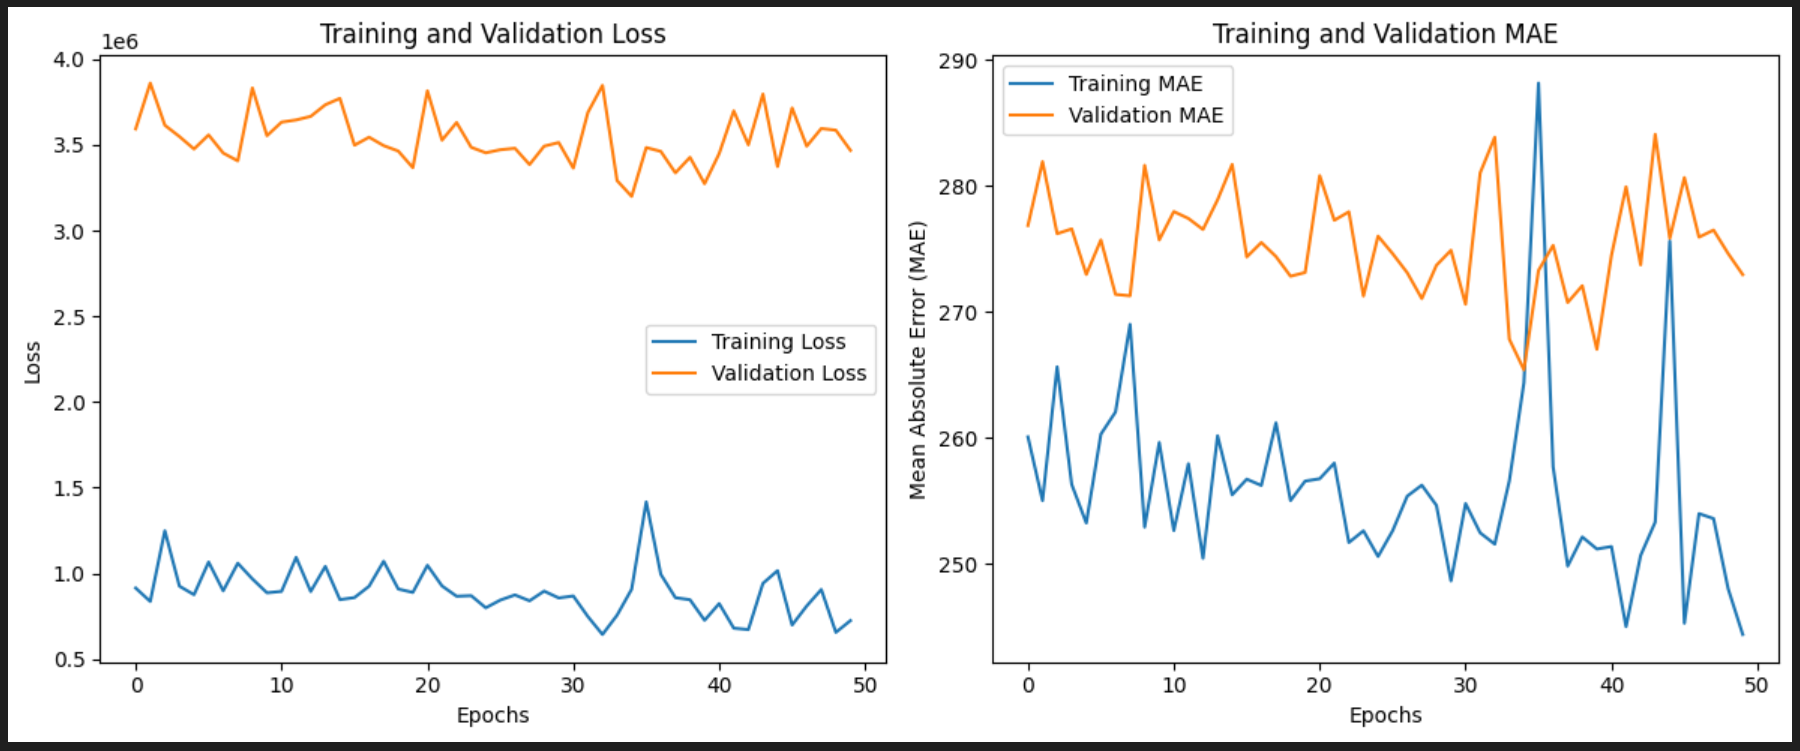 Training and Validation Loss
1e6
4.0
3.5
3.0
2.5
2.0
1.5
1.0
0.5
Loss
Training Loss
Validation Loss
0 10 20 30 40 50
Epochs
Training and Validation MAE
290
280
270
260
250
Mean Absolute Error (MAE)
Training MAE
Validation MAE
0 10 20 30 40 50
Epochs